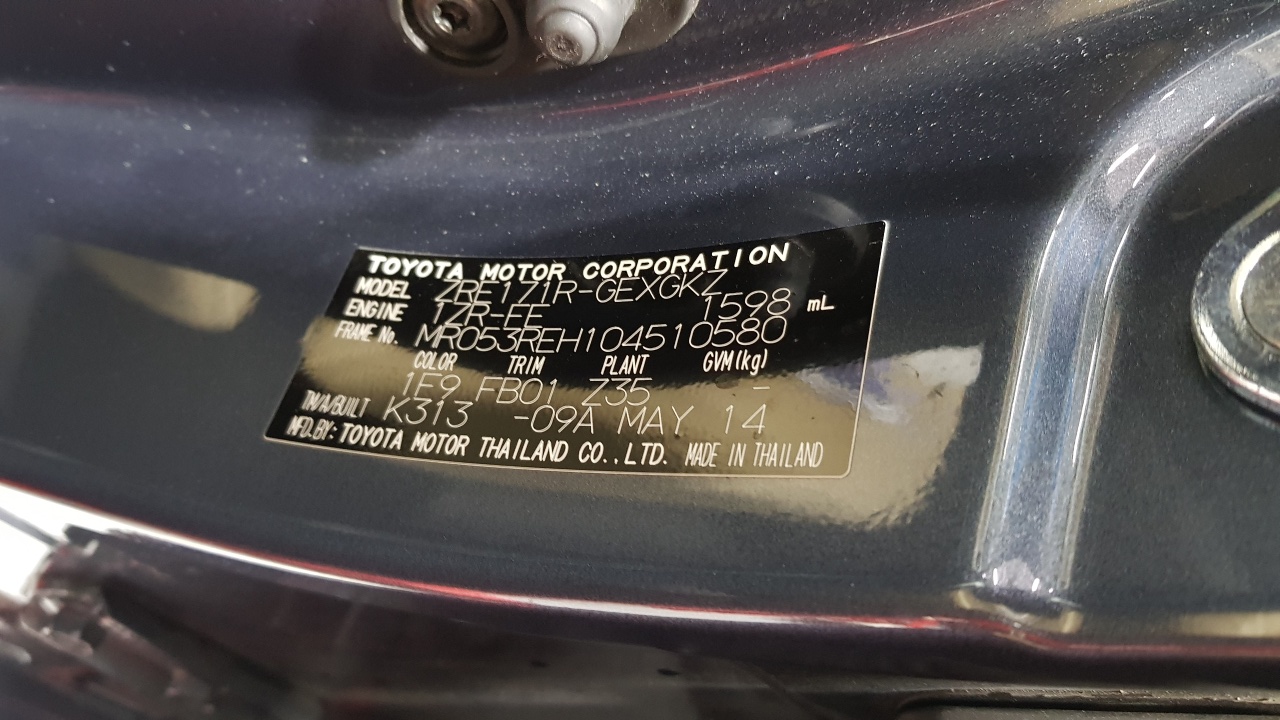 TOYOTA MOTOR CORPORATION
MODEL ZRE171R-GEXGKZ
ENGINE 1ZR-FE 1598 mL
FRAME No. MR053REH104510580
COLOR TRIM PLANT GVM(kg)
1F9 FB01 Z35 -
TM/A/BUILT K313 -09A MAY 14
MFD.BY: TOYOTA MOTOR THAILAND CO.,LTD. MADE IN THAILAND